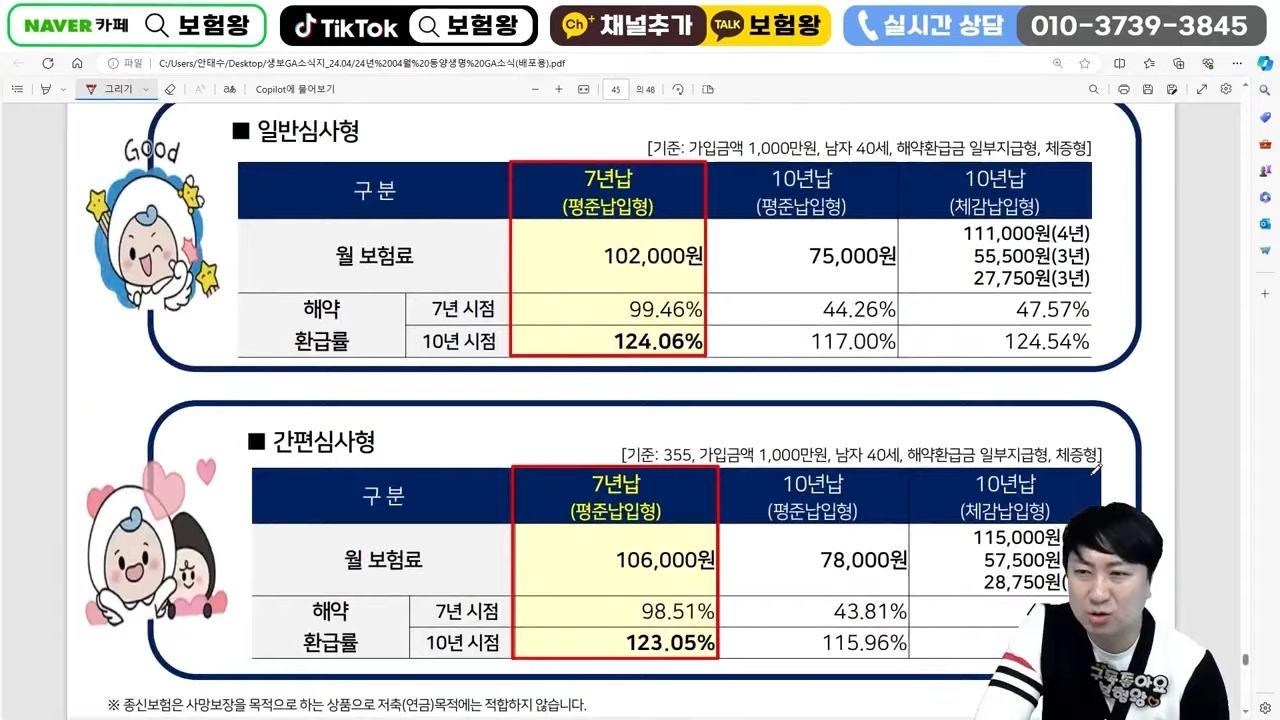 NAVER 카페 보험왕
TikTok 보험왕
Ch+ 채널추가 TALK 보험왕
실시간 상담 010-3739-3845
파일 C:/Users/안태수/Desktop/생보GA소식지_24.04/24년%2004월%20동양생명%20GA소식(배포용).pdf
그리기 Copilot에 물어보기 45 의 48
Good
■ 일반심사형
[기준: 가입금액 1,000만원, 남자 40세, 해약환급금 일부지급형, 체증형]
구 분 7년납 (평준납입형) 10년납 (평준납입형) 10년납 (체감납입형)
월 보험료 102,000원 75,000원 111,000원(4년)
55,500원(3년)
27,750원(3년)
해약 환급률 7년 시점 99.46% 44.26% 47.57%
10년 시점 124.06% 117.00% 124.54%
■ 간편심사형
[기준: 355, 가입금액 1,000만원, 남자 40세, 해약환급금 일부지급형, 체증형]
구 분 7년납 (평준납입형) 10년납 (평준납입형) 10년납 (체감납입형)
월 보험료 106,000원 78,000원 115,000원
57,500원
28,750원(
해약 환급률 7년 시점 98.51% 43.81%
10년 시점 123.05% 115.96%
※ 종신보험은 사망보장을 목적으로 하는 상품으로 저축(연금)목적에는 적합하지 않습니다.
구독좋아요
보험왕